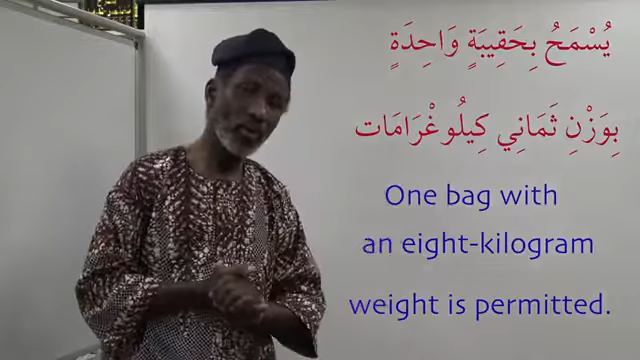 يُسْمَحُ بِحَقِيبَةٍ وَاحِدَةٍ
بِوَزْنِ ثَمَانِي كِيلُوغْرَامَات
One bag with
an eight-kilogram
weight is permitted.